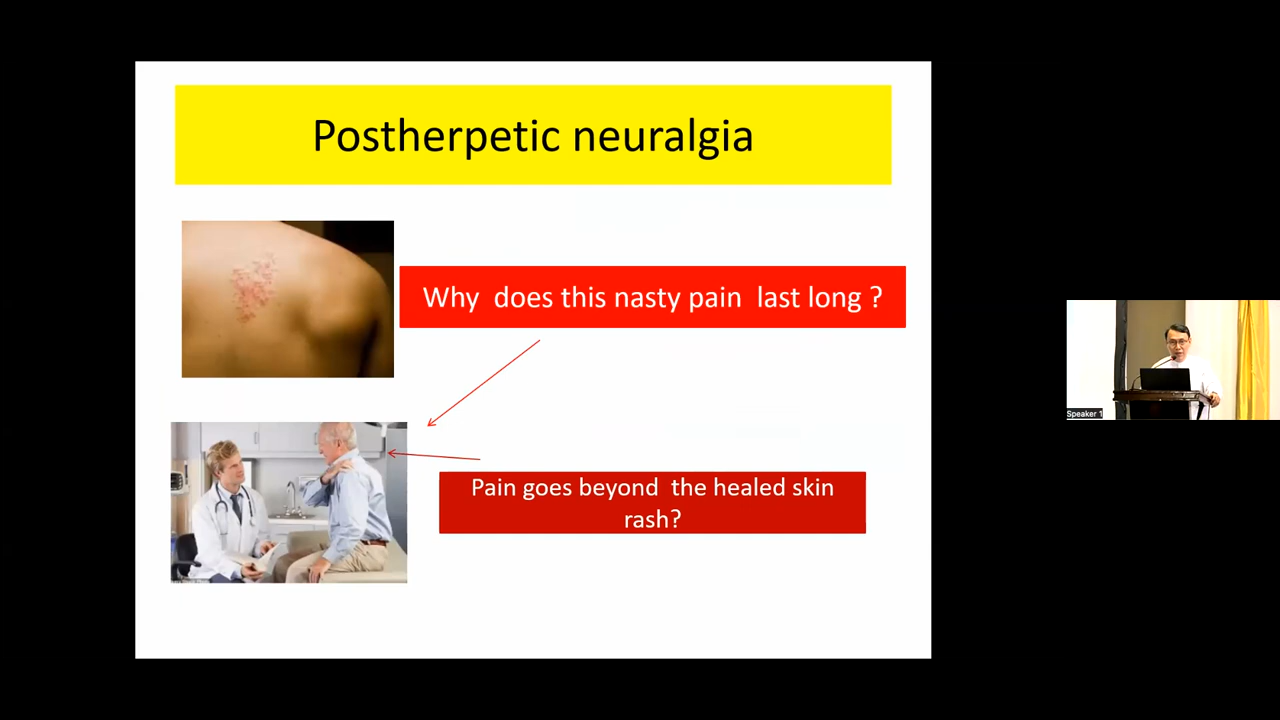 Postherpetic neuralgia
Why does this nasty pain last long ?
Pain goes beyond the healed skin
rash?
Speaker 1